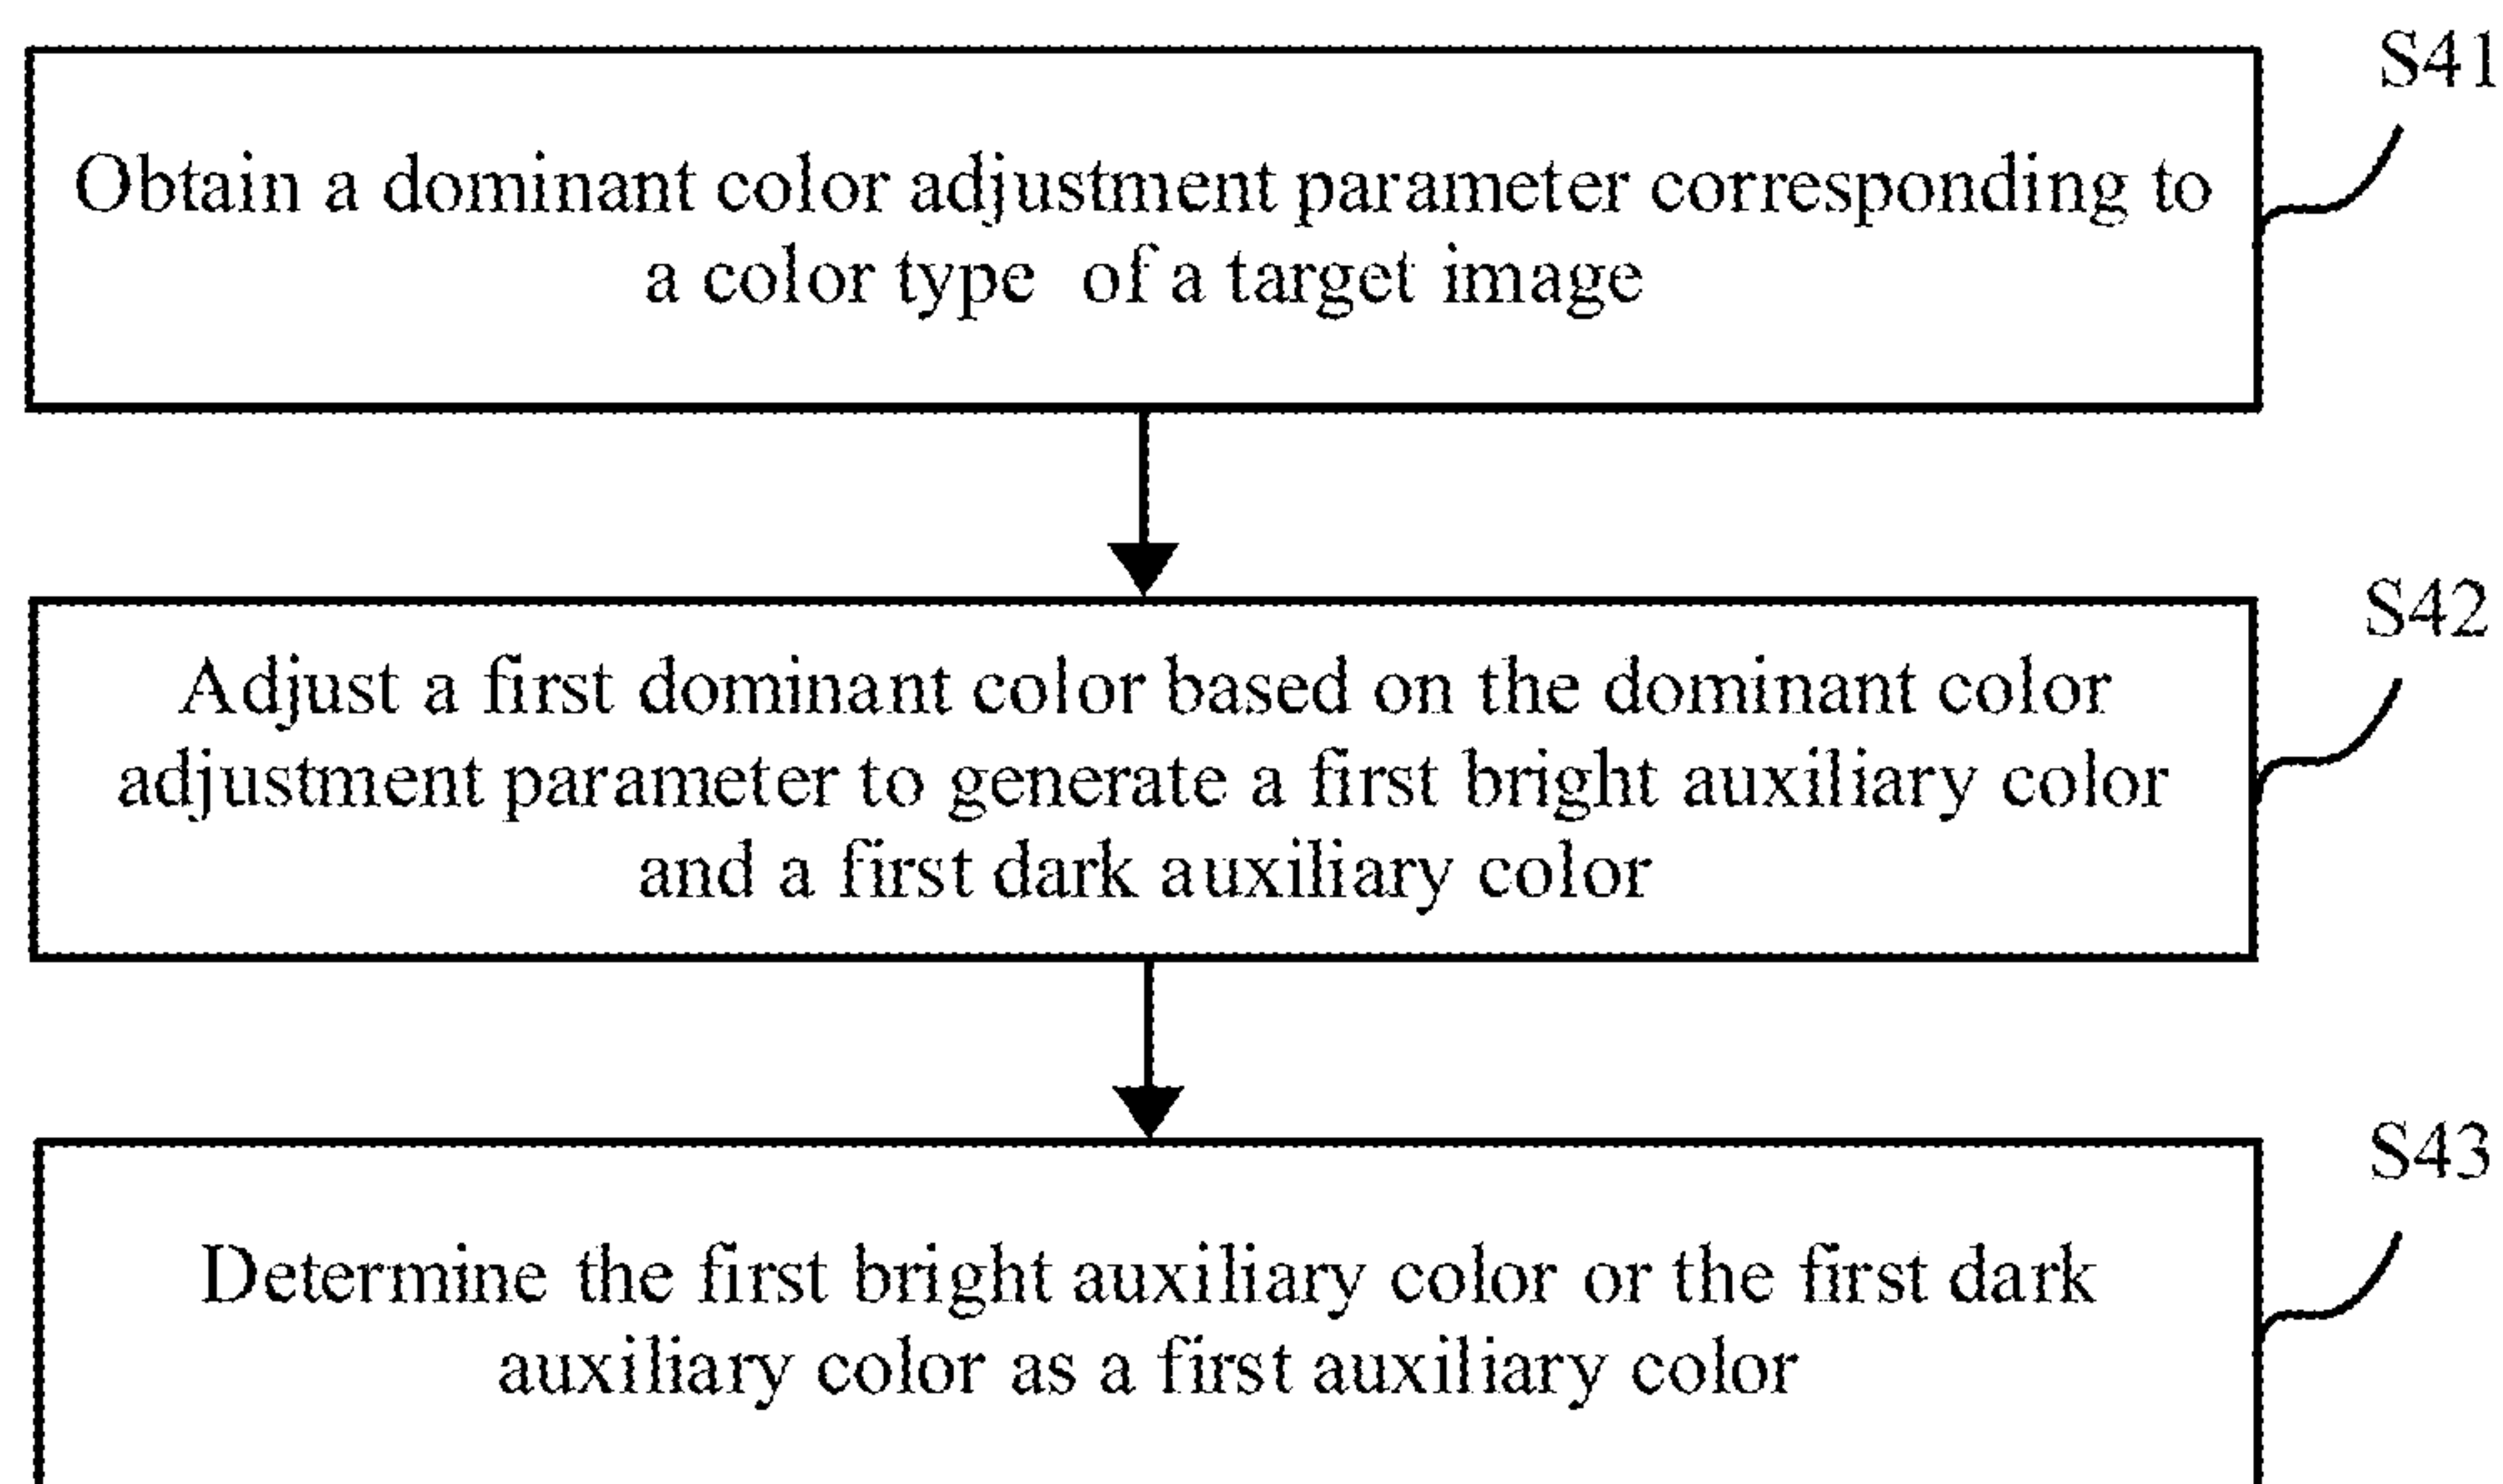 S41
Obtain a dominant color adjustment parameter corresponding to
a color type of a target image
S42
Adjust a first dominant color based on the dominant color
adjustment parameter to generate a first bright auxiliary color
and a first dark auxiliary color
S43
Determine the first bright auxiliary color or the first dark
auxiliary color as a first auxiliary color